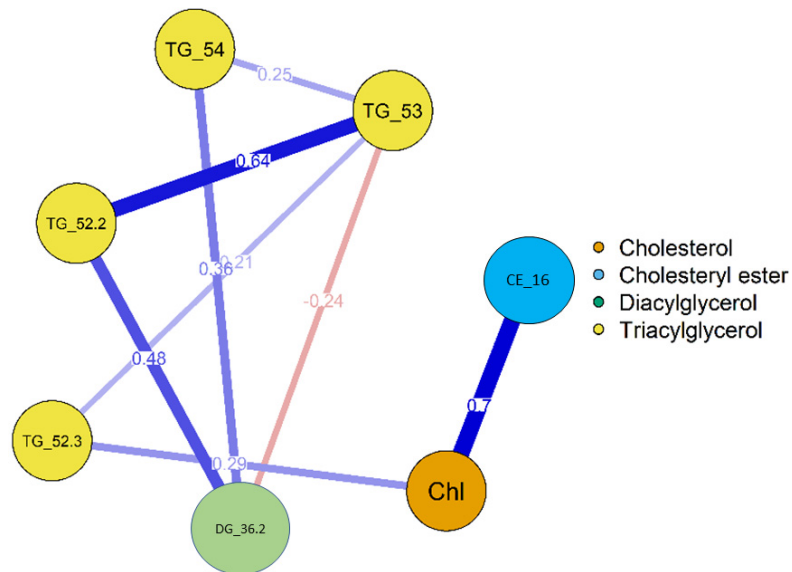 TG_54
0.25
TG_53
0.64
TG_52.2
0.36
0.21
-0.24
CE_16
Cholesterol
Cholesteryl ester
Diacylglycerol
Triacylglycerol
0.48
0.7
TG_52.3
0.29
Chl
DG_36.2